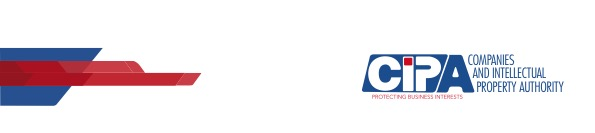 CIPA
COMPANIES
AND INTELLECTUAL
PROPERTY AUTHORITY
PROTECTING BUSINESS INTERESTS